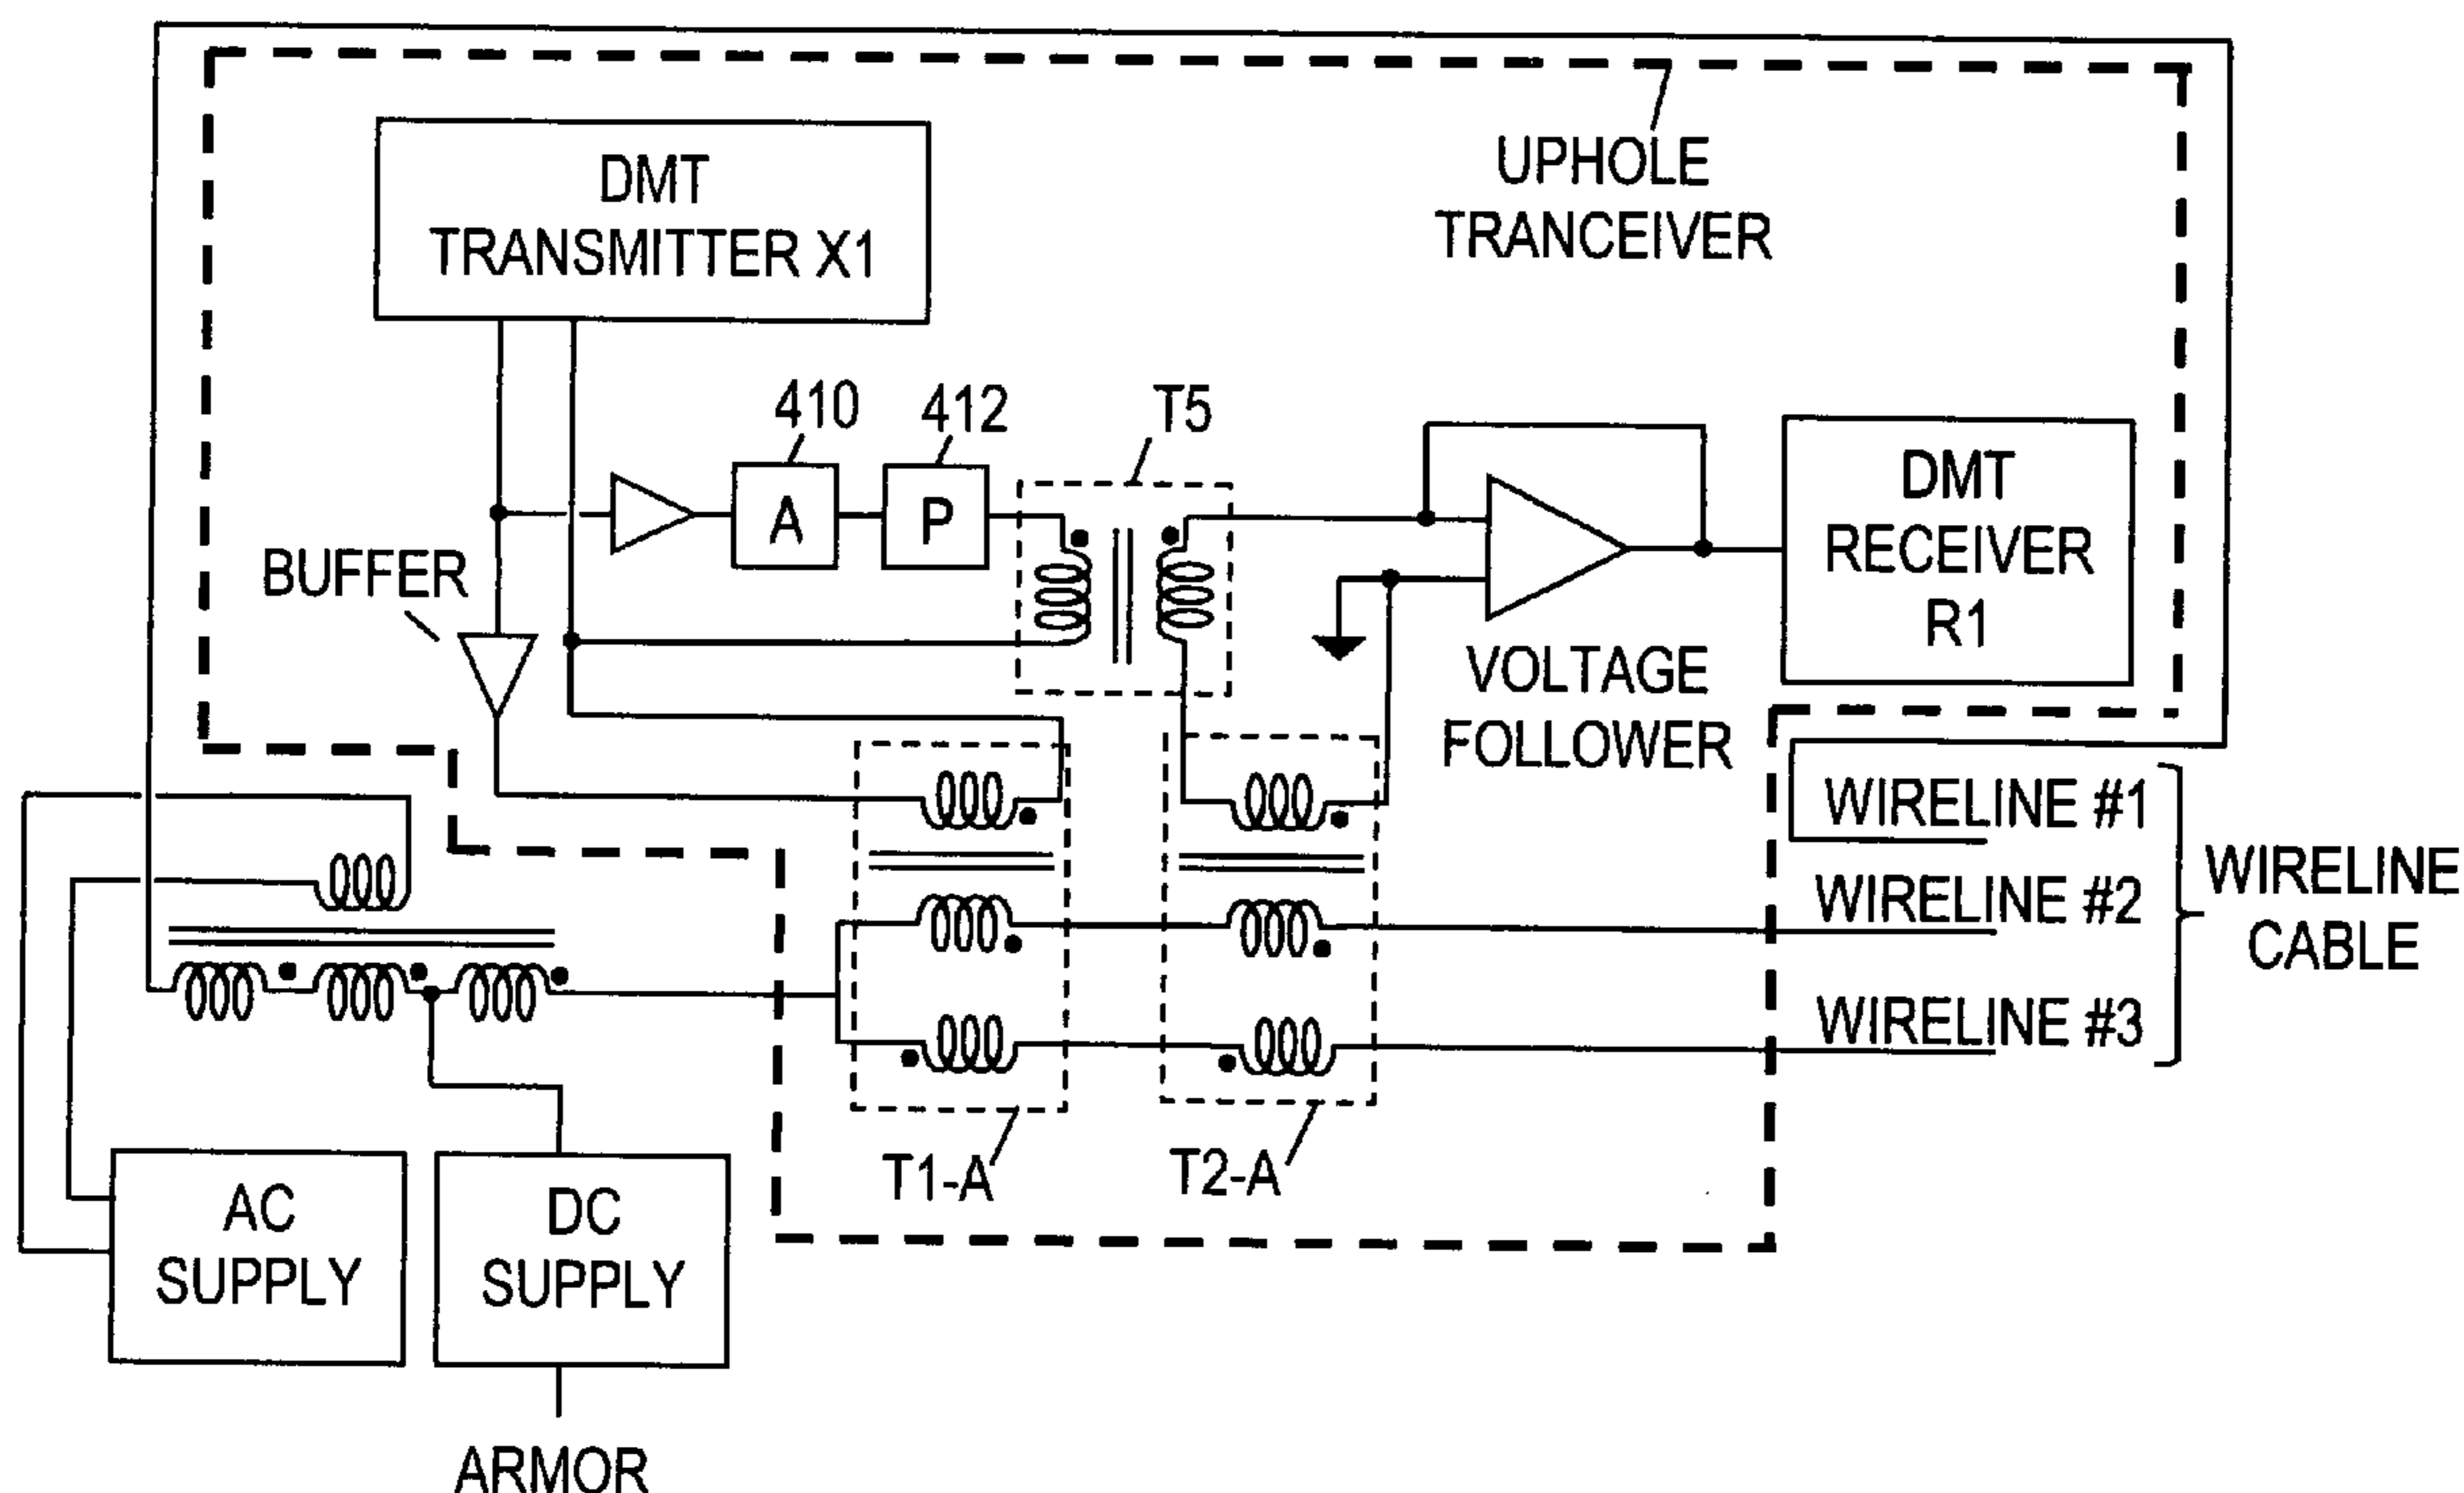 UPHOLE
TRANCEIVER
DMT
TRANSMITTER X1
410
412
T5
A
P
BUFFER
DMT
RECEIVER
R1
VOLTAGE
FOLLOWER
WIRELINE #1
WIRELINE #2
WIRELINE #3
WIRELINE
CABLE
T1-A
T2-A
AC
SUPPLY
DC
SUPPLY
ARMOR